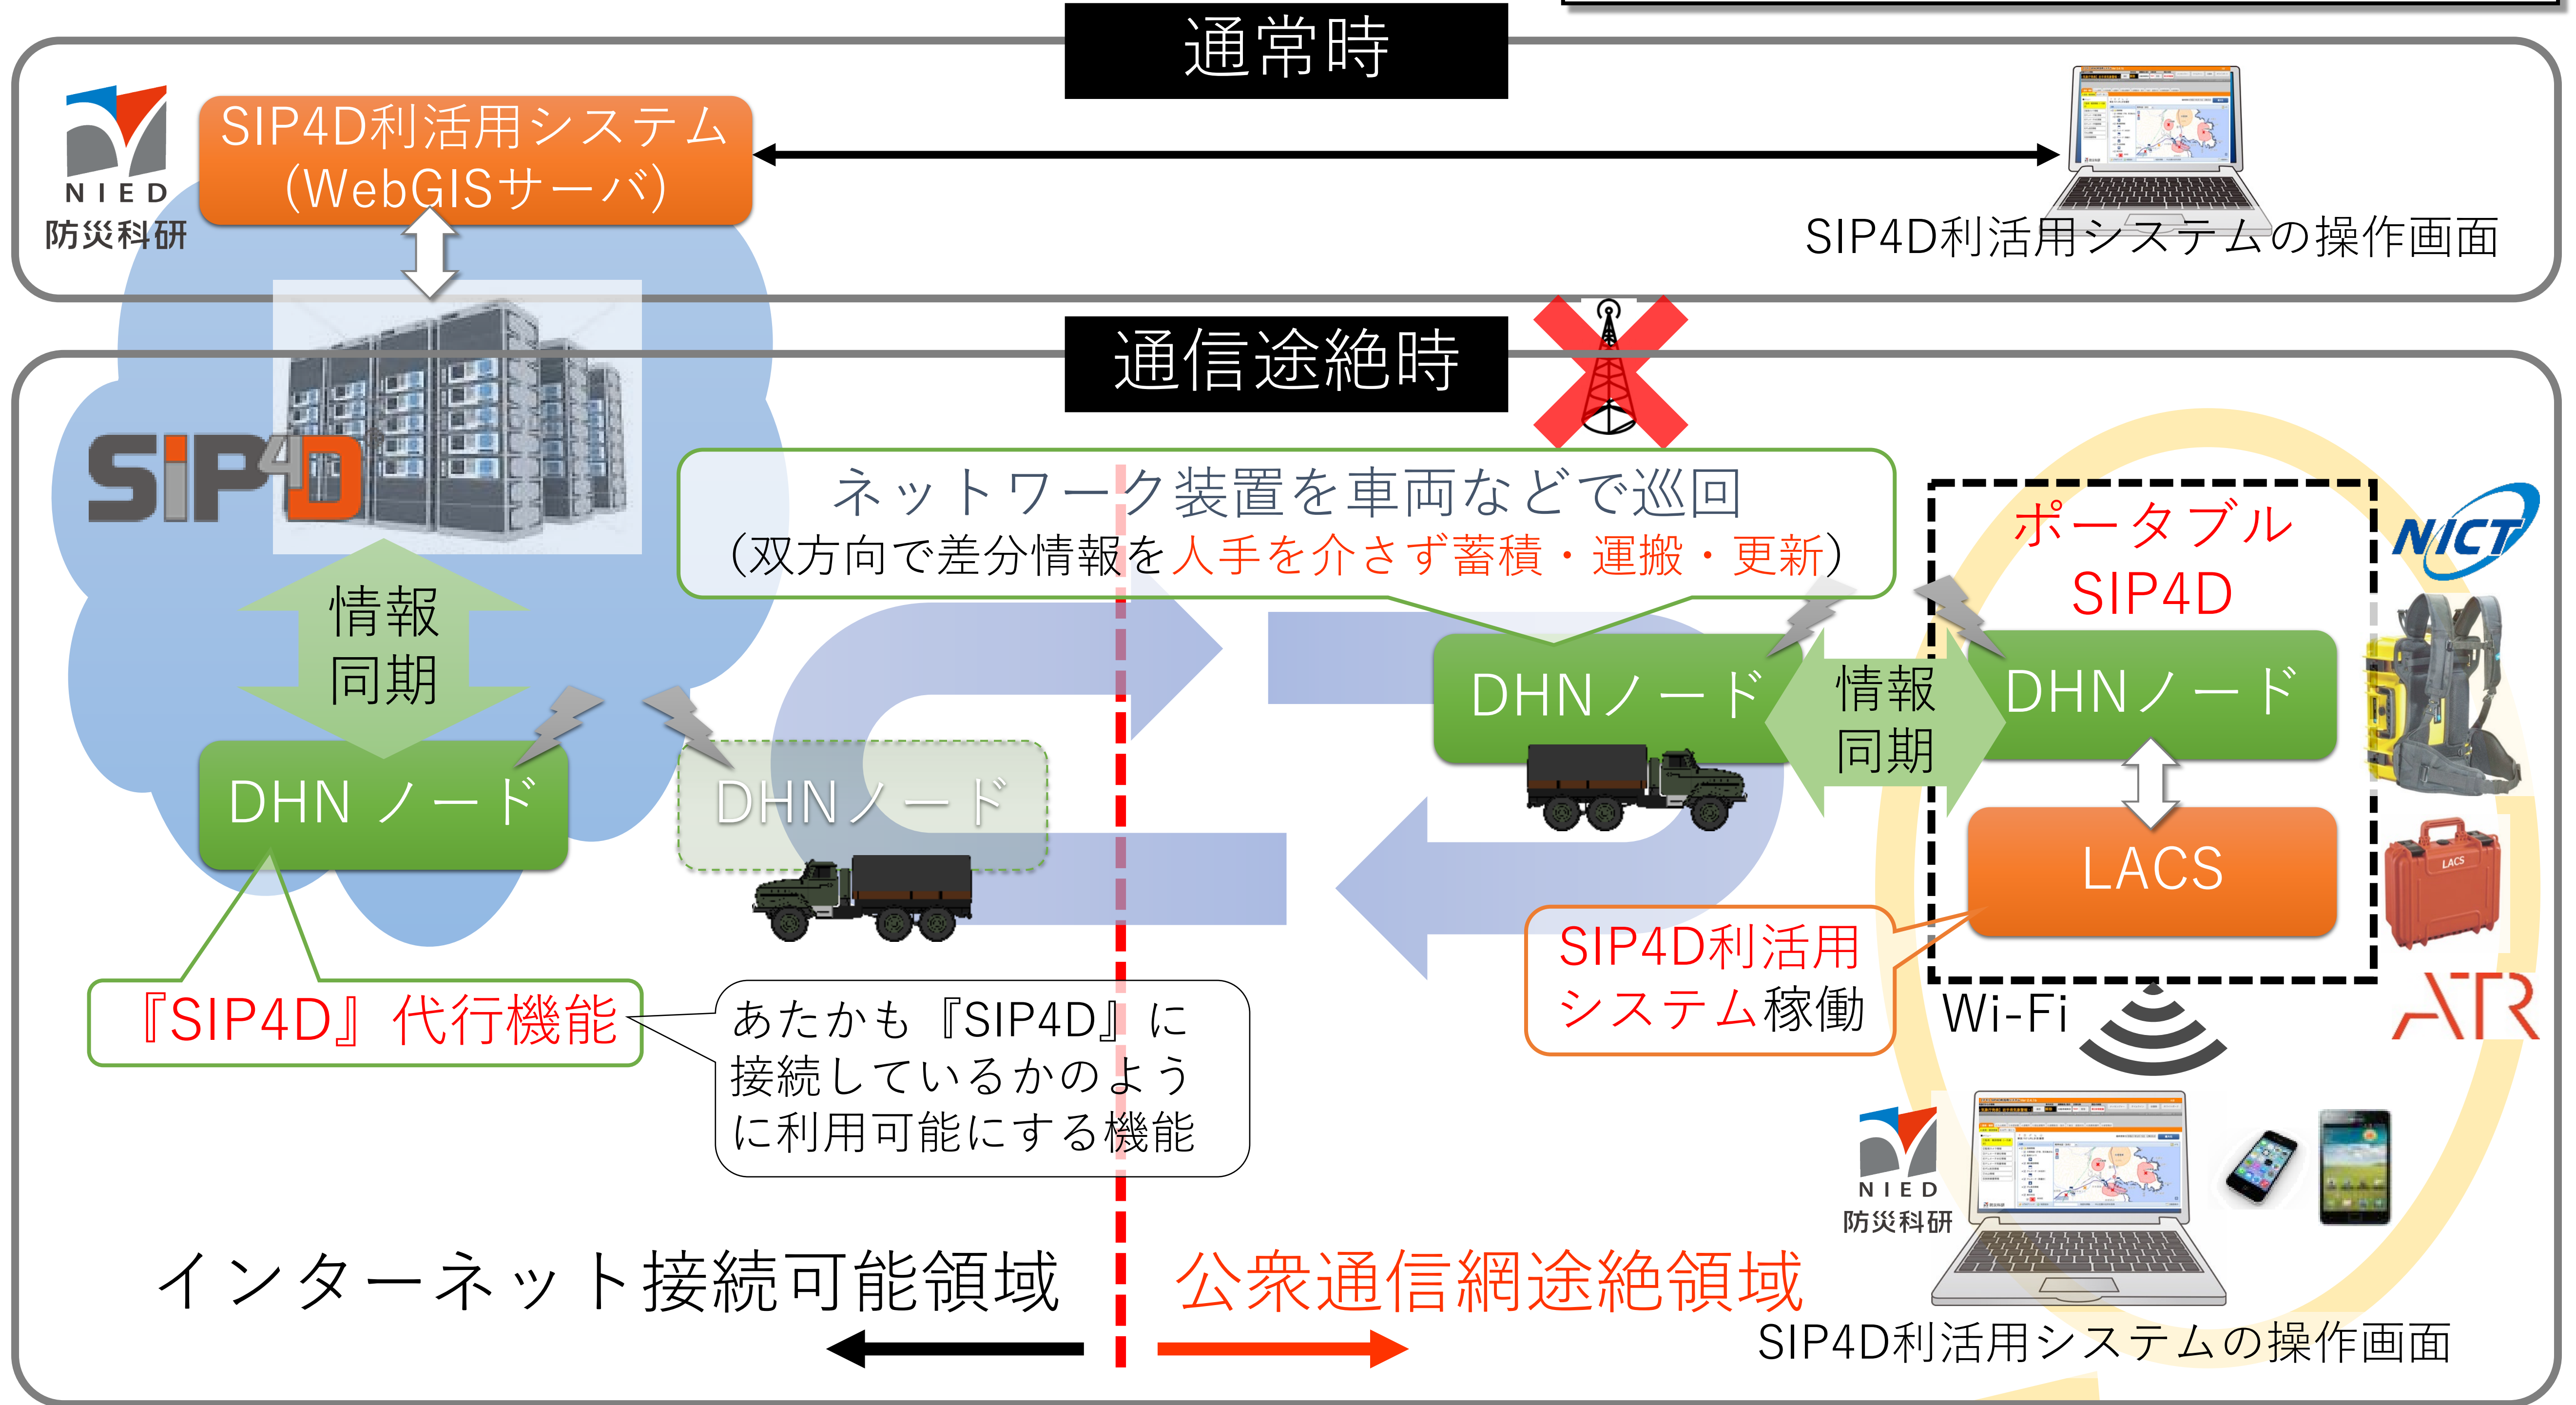 通常時
NIED
防災科研
SIP4D利活用システム
（WebGISサーバ）
SIP4D利活用システムの操作画面
通信途絶時
SIP4D
ネットワーク装置を車両などで巡回
（双方向で差分情報を人手を介さず蓄積・運搬・更新）
ポータブル
SIP4D
NICT
情報
同期
DHNノード
情報
同期
DHNノード
DHN ノード
DHNノード
LACS
LACS
SIP4D利活用
システム稼働
『SIP4D』代行機能
あたかも『SIP4D』に
接続しているかのよう
に利用可能にする機能
Wi-Fi
ATR
NIED
防災科研
インターネット接続可能領域
公衆通信網途絶領域
SIP4D利活用システムの操作画面